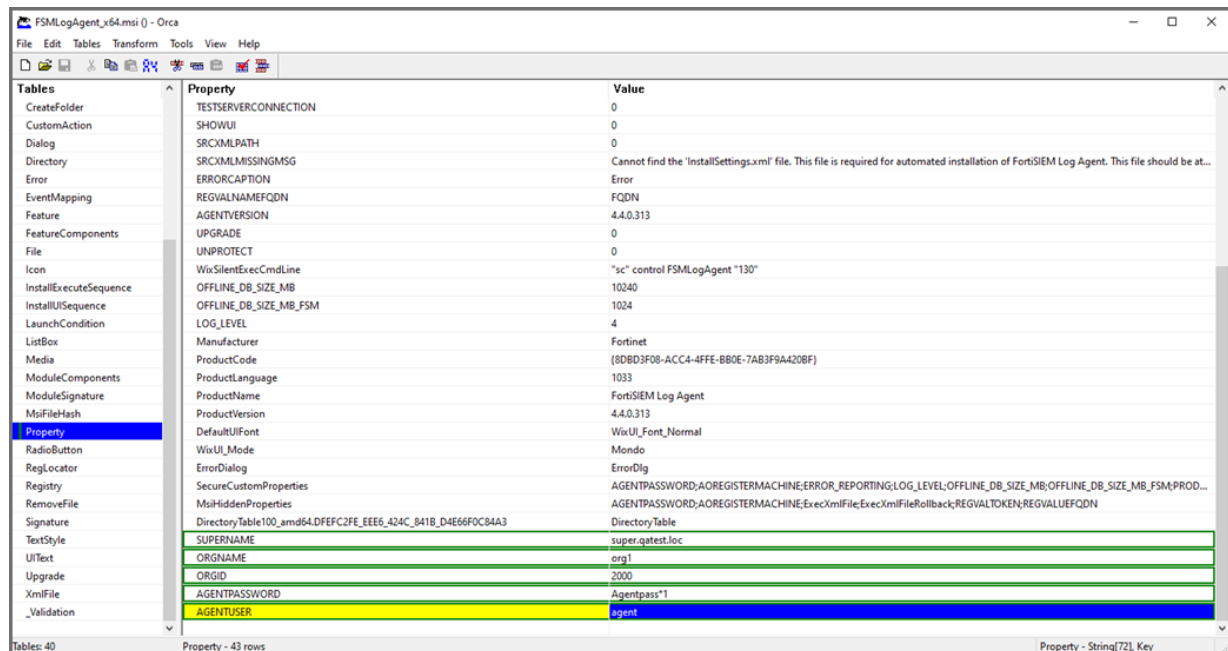 FSMLogAgent_x64.msi () - Orca
File Edit Tables Transform Tools View Help
Tables Property Value
CreateFolder TESTSERVERCONNECTION 0
CustomAction SHOWUI 0
Dialog SRCXMLPATH 0
Directory SRCXMLMISSINGMSG Cannot find the 'InstallSettings.xml' file. This file is required for automated installation of FortiSIEM Log Agent. This file should be at...
Error ERRORCAPTION Error
EventMapping REGVALNAMEFQDN FQDN
Feature AGENTVERSION 4.4.0.313
FeatureComponents UPGRADE 0
File UNPROTECT 0
Icon WixSilentExecCmdLine "sc" control FSMLogAgent "130"
InstallExecuteSequence OFFLINE_DB_SIZE_MB 10240
InstallUISequence OFFLINE_DB_SIZE_MB_FSM 1024
LaunchCondition LOG_LEVEL 4
ListBox Manufacturer Fortinet
Media ProductCode {8DBD3F08-ACC4-4FFE-BB0E-7AB3F9A420BF}
ModuleComponents ProductLanguage 1033
ModuleSignature ProductName FortiSIEM Log Agent
MsiFileHash ProductVersion 4.4.0.313
Property DefaultUIFont WixUI_Font_Normal
RadioButton WixUI_Mode Mondo
RegLocator ErrorDialog ErrorDlg
Registry SecureCustomProperties AGENTPASSWORD;AOREGISTERMACHINE;ERROR_REPORTING;LOG_LEVEL;OFFLINE_DB_SIZE_MB;OFFLINE_DB_SIZE_MB_FSM;PROD...
RemoveFile MsiHiddenProperties AGENTPASSWORD;AOREGISTERMACHINE;ExecXmlFile;ExecXmlFileRollback;REGVALTOKEN;REGVALUEFQDN
Signature DirectoryTable100_amd64.DFEFC2FE_EEE6_424C_841B_D4E66F0C84A3 DirectoryTable
TextStyle SUPERNAME super.qatest.loc
UIText ORGNAME org1
Upgrade ORGID 2000
XmlFile AGENTPASSWORD Agentpass*1
_Validation AGENTUSER agent
Tables: 40 Property - 43 rows Property - String[72], Key